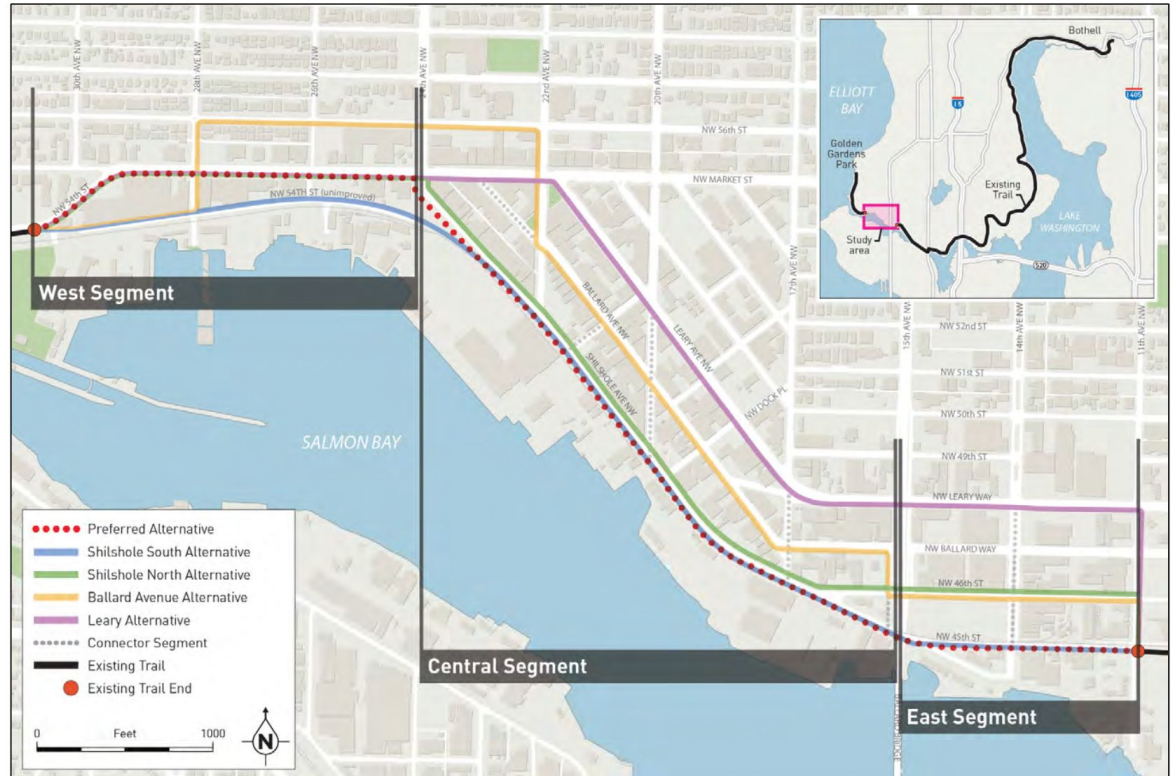 30TH AVE NW
28TH AVE NW
26TH AVE NW
AVE NW
22ND AVE NW
20TH AVE NW
NW 56TH ST
NW MARKET ST
NW 54th ST
NW 54TH ST (unimproved)
17TH AVE NW
West Segment
BALLARD AVE NW
LEARY AVE NW
SHILSHOLE AVE NW
NW DOCK PL
SALMON BAY
15TH AVE NW
14TH AVE NW
11TH AVE NW
NW 52ND ST
NW 51ST ST
NW 50TH ST
NW 49TH ST
NW LEARY WAY
NW BALLARD WAY
NW 46TH ST
NW 45TH ST
Central Segment
East Segment
Bothell
ELLIOTT
BAY
I 5
I 405
Golden
Gardens
Park
Existing
Trail
LAKE
WASHINGTON
Study
area
520
Preferred Alternative
Shilshole South Alternative
Shilshole North Alternative
Ballard Avenue Alternative
Leary Alternative
Connector Segment
Existing Trail
Existing Trail End
0 Feet 1000
N